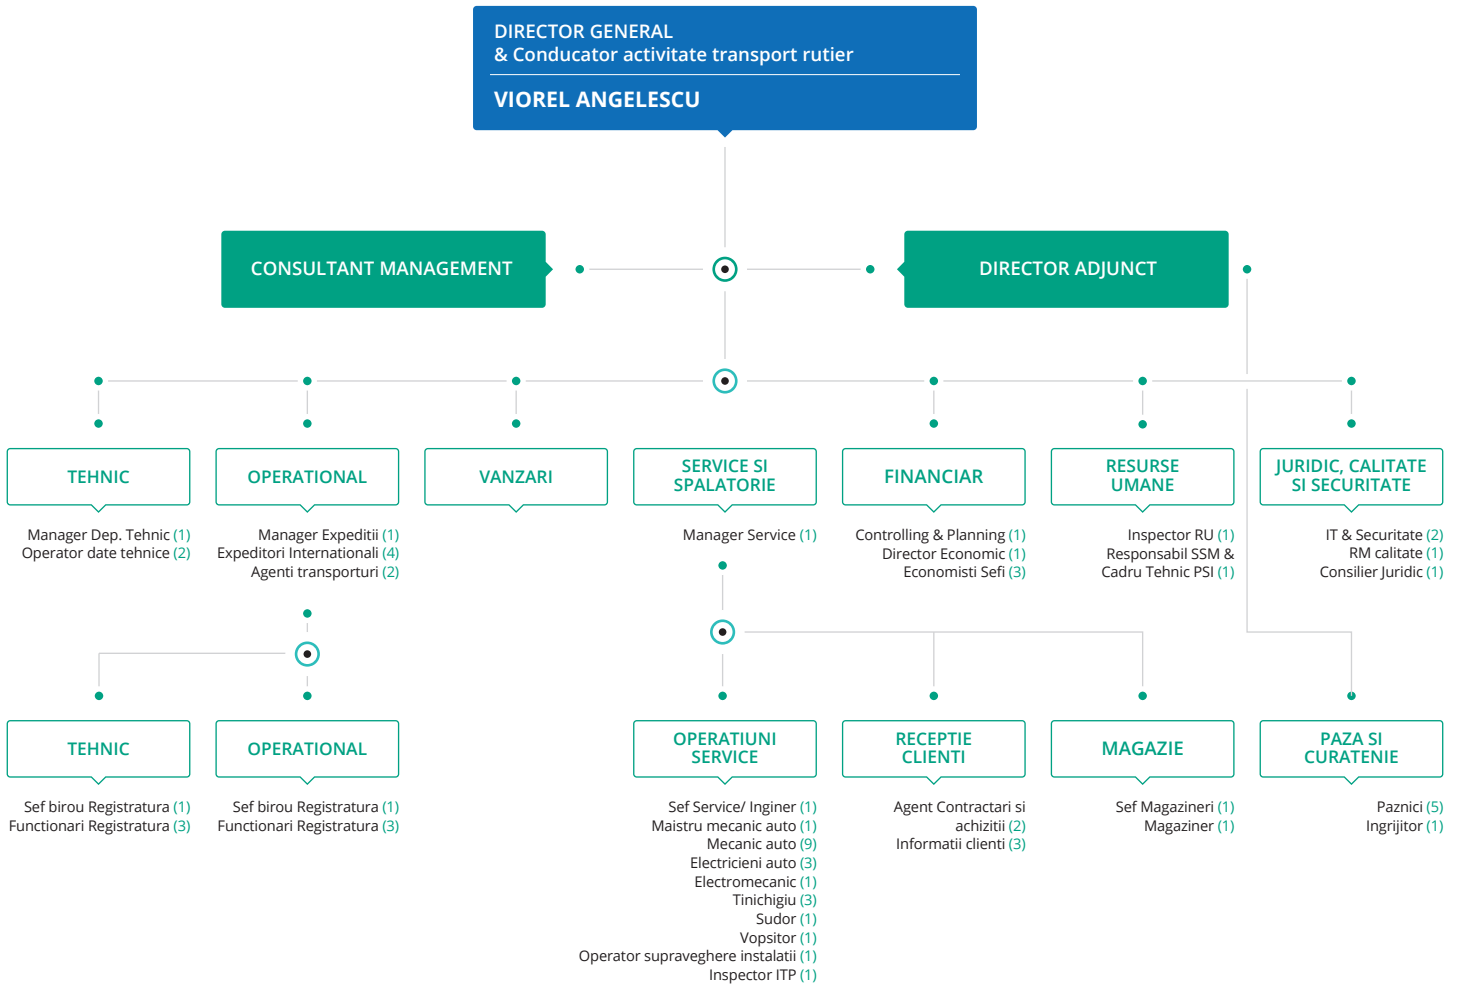 DIRECTOR GENERAL
& Conducator activitate transport rutier
VIOREL ANGELESCU
CONSULTANT MANAGEMENT
DIRECTOR ADJUNCT
TEHNIC
Manager Dep. Tehnic (1)
Operator date tehnice (2)
OPERATIONAL
Manager Expeditii (1)
Expeditori Internationali (4)
Agenti transporturi (2)
VANZARI
SERVICE SI
SPALATORIE
Manager Service (1)
FINANCIAR
Controlling & Planning (1)
Director Economic (1)
Economisti Sefi (3)
RESURSE
UMANE
Inspector RU (1)
Responsabil SSM &
Cadru Tehnic PSI (1)
JURIDIC, CALITATE
SI SECURITATE
IT & Securitate (2)
RM calitate (1)
Consilier Juridic (1)
TEHNIC
Sef birou Registratura (1)
Functionari Registratura (3)
OPERATIONAL
Sef birou Registratura (1)
Functionari Registratura (3)
OPERATIUNI
SERVICE
Sef Service/ Inginer (1)
Maistru mecanic auto (1)
Mecanic auto (9)
Electricieni auto (3)
Electromecanic (1)
Tinichigiu (3)
Sudor (1)
Vopsitor (1)
Operator supraveghere instalatii (1)
Inspector ITP (1)
RECEPTIE
CLIENTI
Agent Contractari si
achizitii (2)
Informatii clienti (3)
MAGAZIE
Sef Magazineri (1)
Magaziner (1)
PAZA SI
CURATENIE
Paznici (5)
Ingrijitor (1)